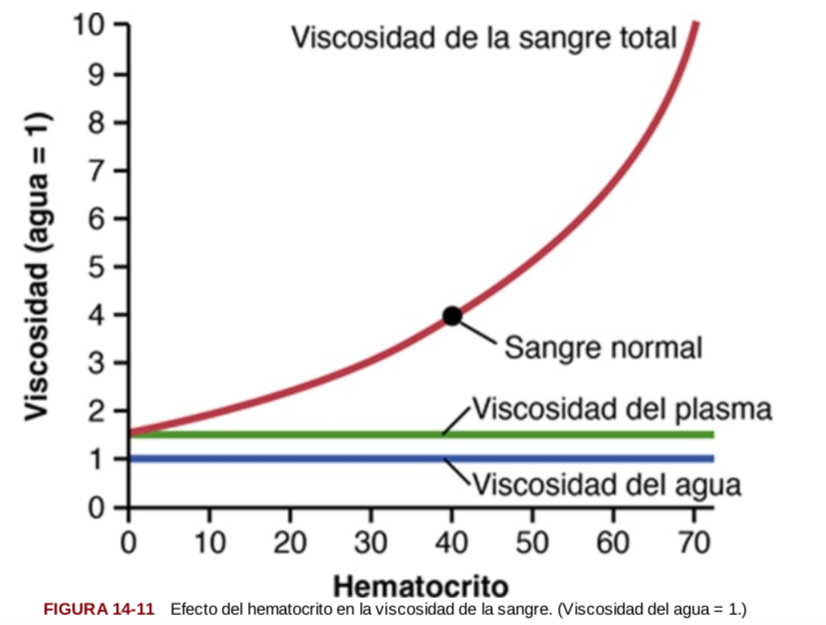 Viscosidad de la sangre total
10
9
8
7
6
5
4
3
2
1
0
Viscosidad (agua = 1)
Sangre normal
Viscosidad del plasma
Viscosidad del agua
0 10 20 30 40 50 60 70
Hematocrito
FIGURA 14-11 Efecto del hematocrito en la viscosidad de la sangre. (Viscosidad del agua = 1.)